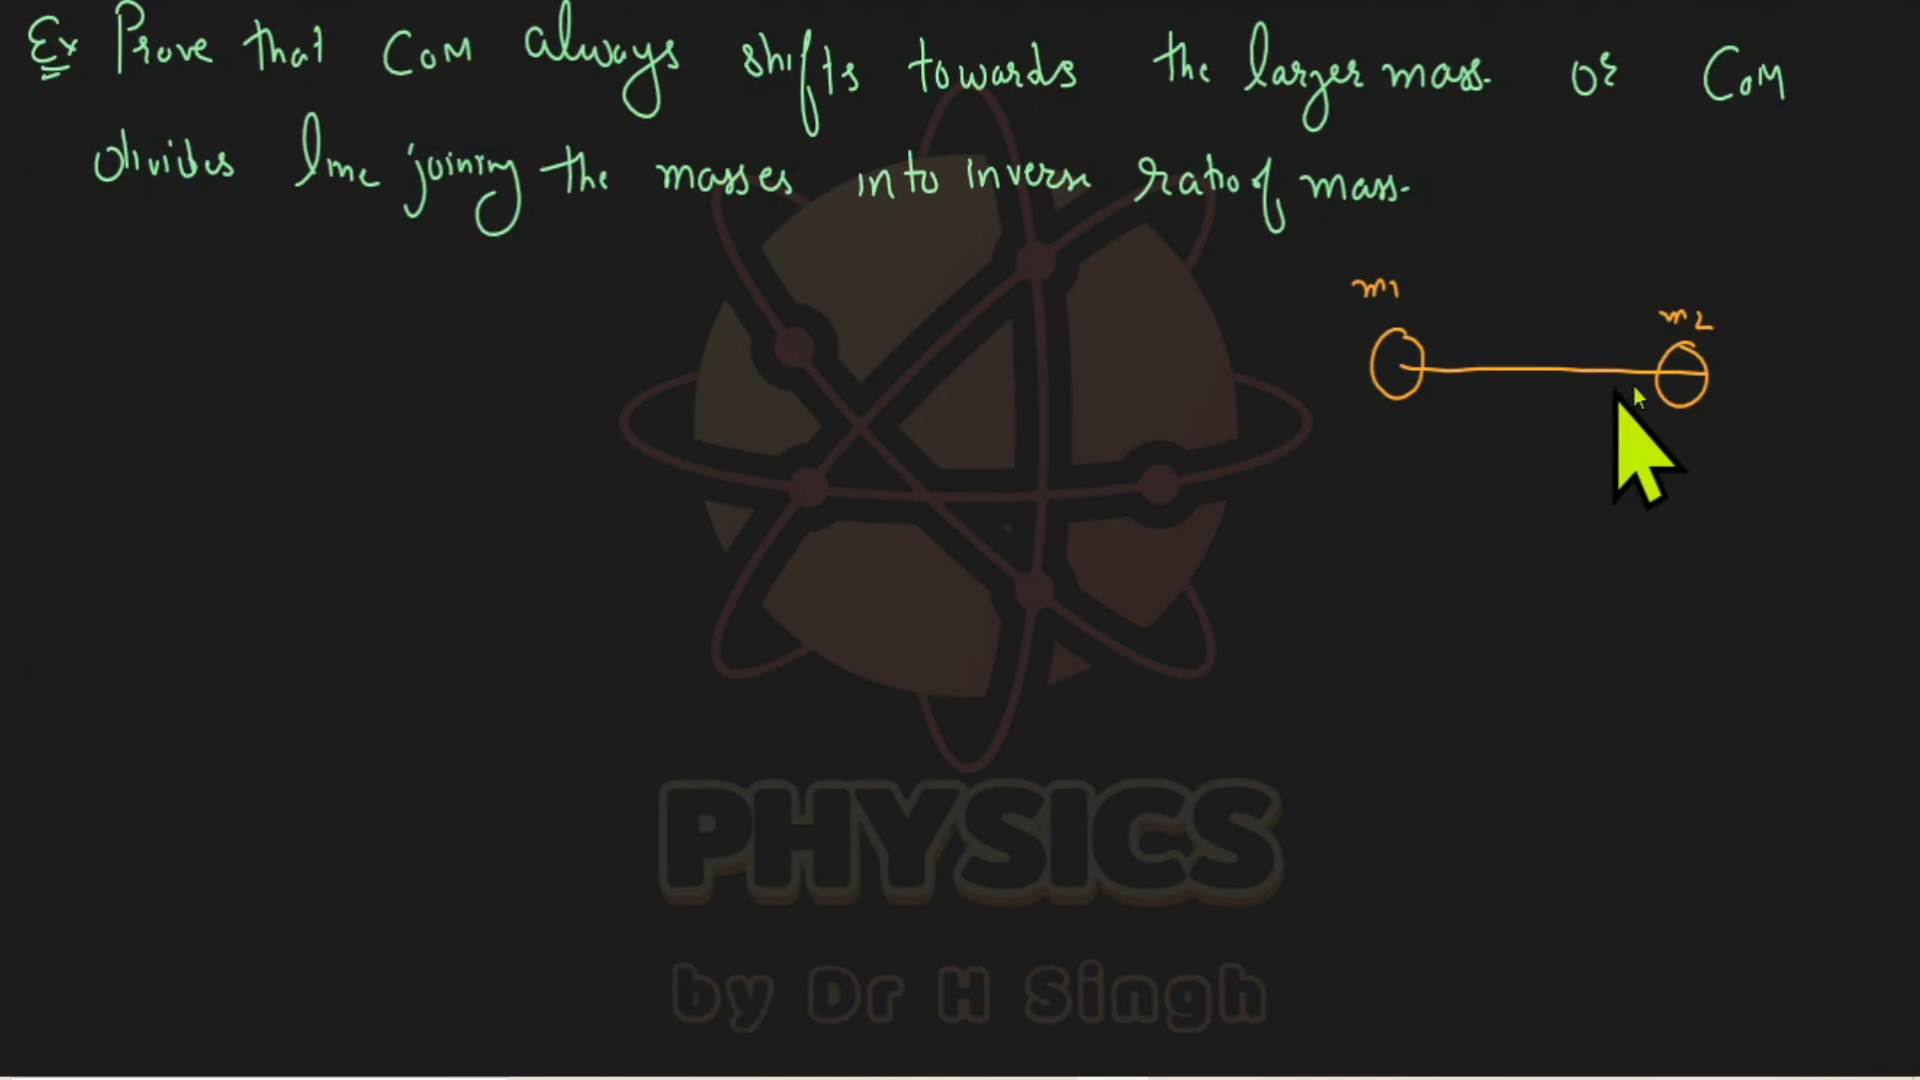 Ex Prove that CoM always shifts towards the larger mass. or CoM
divides line joining the masses into inverse ratio of mass.
m1
m2
PHYSICS
by Dr H Singh